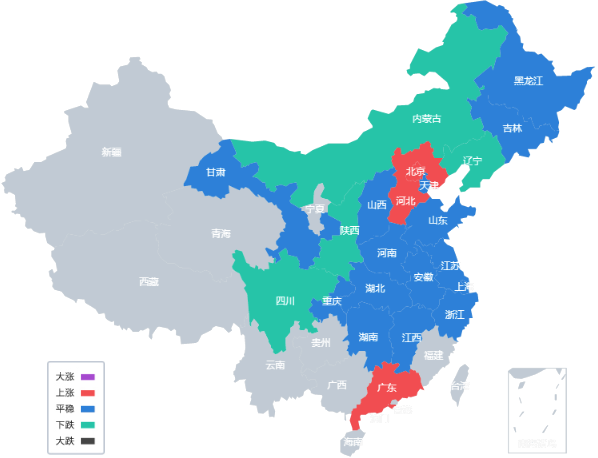 黑龙江
内蒙古
吉林
新疆
辽宁
甘肃
北京
天津
宁夏
山西
河北
山东
青海
陕西
河南
西藏
江苏
安徽
上海
四川
重庆
湖北
浙江
湖南
江西
贵州
福建
云南
广西
广东
台湾
海南
大涨
上涨
平稳
下跌
大跌